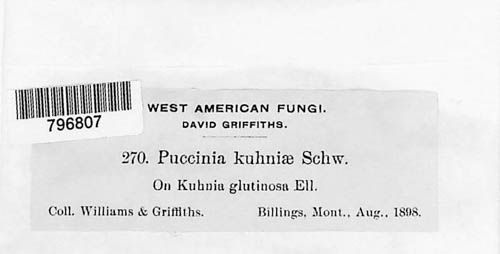 796807
WEST AMERICAN FUNGI.
DAVID GRIFFITHS.
270. Puccinia kuhniæ Schw.
On Kuhnia glutinosa Ell.
Coll. Williams & Griffiths. Billings, Mont., Aug., 1898.